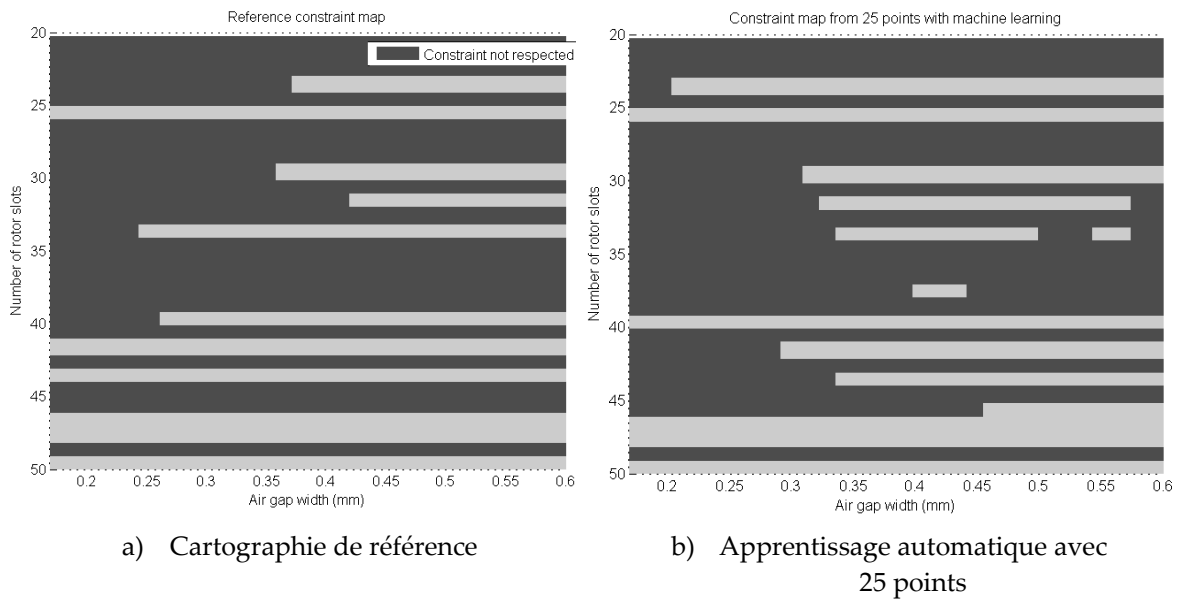 Reference constraint map
Constraint not respected
20
25
30
35
40
45
50
Number of rotor slots
0.2 0.25 0.3 0.35 0.4 0.45 0.5 0.55 0.6
Air gap width (mm)
a) Cartographie de référence
Constraint map from 25 points with machine learning
20
25
30
35
40
45
50
Number of rotor slots
0.2 0.25 0.3 0.35 0.4 0.45 0.5 0.55 0.6
Air gap width (mm)
b) Apprentissage automatique avec
25 points